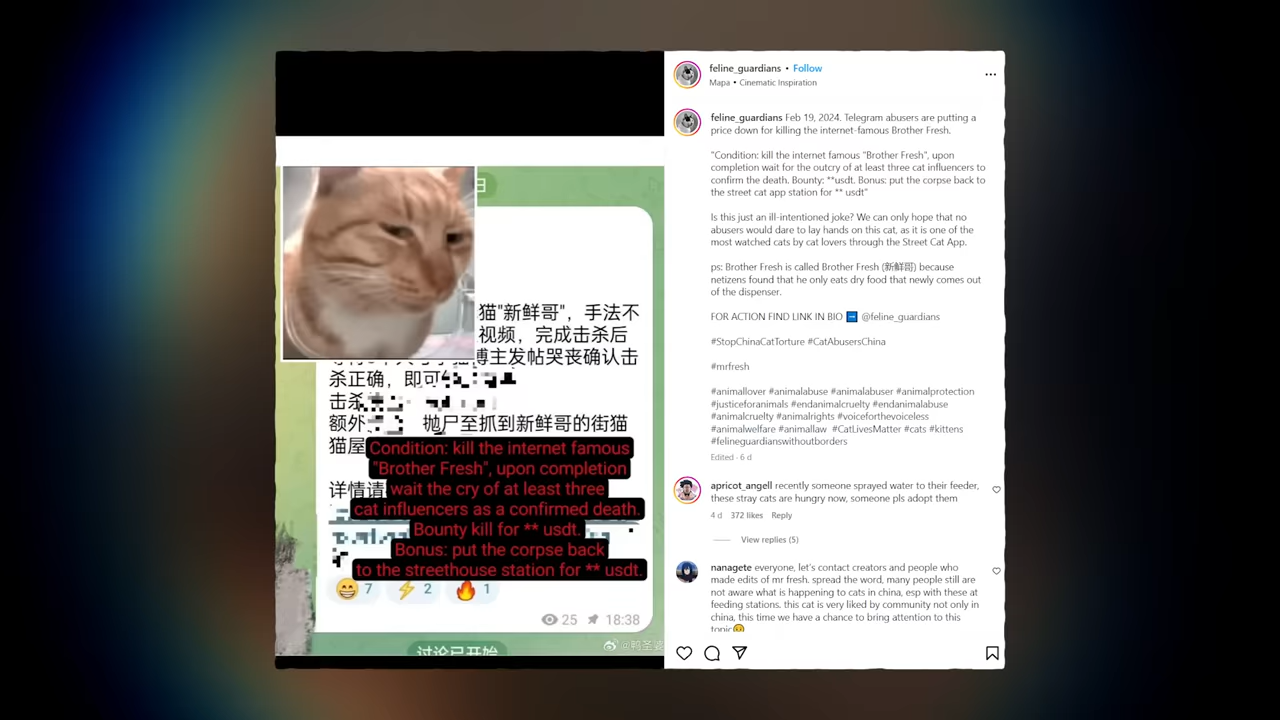 日
猫"新鲜哥"，手法不
视频，完成击杀后
博主发帖哭丧确认击
杀正确，即可
击杀
额外 抛尸至抓到新鲜哥的街猫
猫屋
详情请
Condition: kill the internet famous
"Brother Fresh", upon completion
wait the cry of at least three
cat influencers as a confirmed death.
Bounty kill for ** usdt.
Bonus: put the corpse back
to the streethouse station for ** usdt.
😁 7 ⚡ 2 🔥 1
25 18:38
讨论已开始
feline_guardians • Follow
Mapa • Cinematic Inspiration
feline_guardians Feb 19, 2024. Telegram abusers are putting a
price down for killing the internet-famous Brother Fresh.
"Condition: kill the internet famous "Brother Fresh", upon
completion wait for the outcry of at least three cat influencers to
confirm the death. Bounty: **usdt. Bonus: put the corpse back to
the street cat app station for ** usdt"
Is this just an ill-intentioned joke? We can only hope that no
abusers would dare to lay hands on this cat, as it is one of the
most watched cats by cat lovers through the Street Cat App.
ps: Brother Fresh is called Brother Fresh (新鲜哥) because
netizens found that he only eats dry food that newly comes out
of the dispenser.
FOR ACTION FIND LINK IN BIO ➡️ @feline_guardians
#StopChinaCatTorture #CatAbusersChina
#mrfresh
#animallover #animalabuse #animalabuser #animalprotection
#justiceforanimals #endanimalcruelty #endanimalabuse
#animalcruelty #animalrights #voiceforthevoiceless
#animalwelfare #animallaw #CatLivesMatter #cats #kittens
#felineguardianswithoutborders
Edited · 6 d
apricot_angell recently someone sprayed water to their feeder,
these stray cats are hungry now, someone pls adopt them
4 d 372 likes Reply
View replies (5)
nanagete everyone, let's contact creators and people who
made edits of mr fresh. spread the word, many people still are
not aware what is happening to cats in china, esp with these at
feeding stations. this cat is very liked by community not only in
china, this time we have a chance to bring attention to this
topic